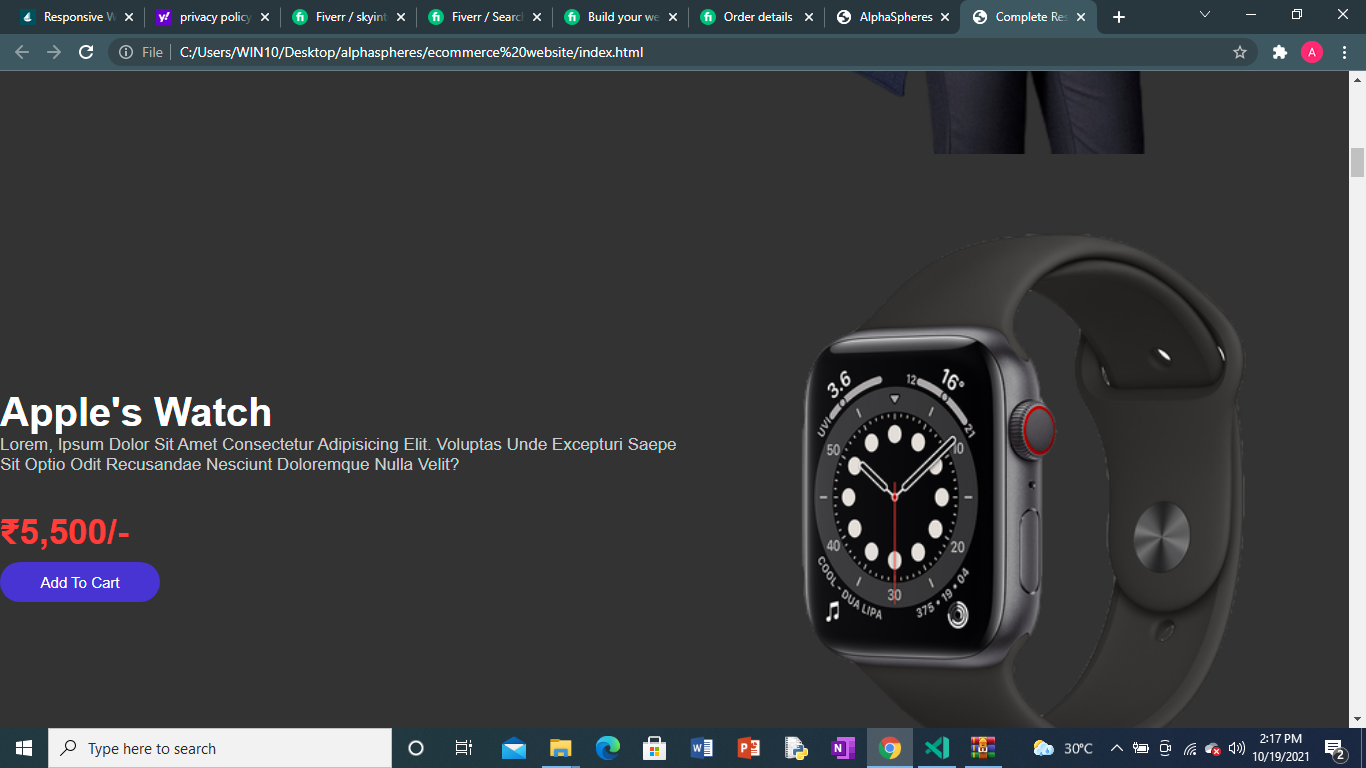 Responsive W
privacy policy
Fiverr / skyint
Fiverr / Searc
Build your we
Order details
AlphaSpheres
Complete Res
File
C:/Users/WIN10/Desktop/alphaspheres/ecommerce%20website/index.html
A
Apple's Watch
Lorem, Ipsum Dolor Sit Amet Consectetur Adipisicing Elit. Voluptas Unde Excepturi Saepe
Sit Optio Odit Recusandae Nesciunt Doloremque Nulla Velit?
₹5,500/-
Add To Cart
3.6
UVI
12
16°
21
50
10
40
20
30
COOL - DUA LIPA
375 • 19 • 04
Type here to search
30°C
2:17 PM
10/19/2021
2